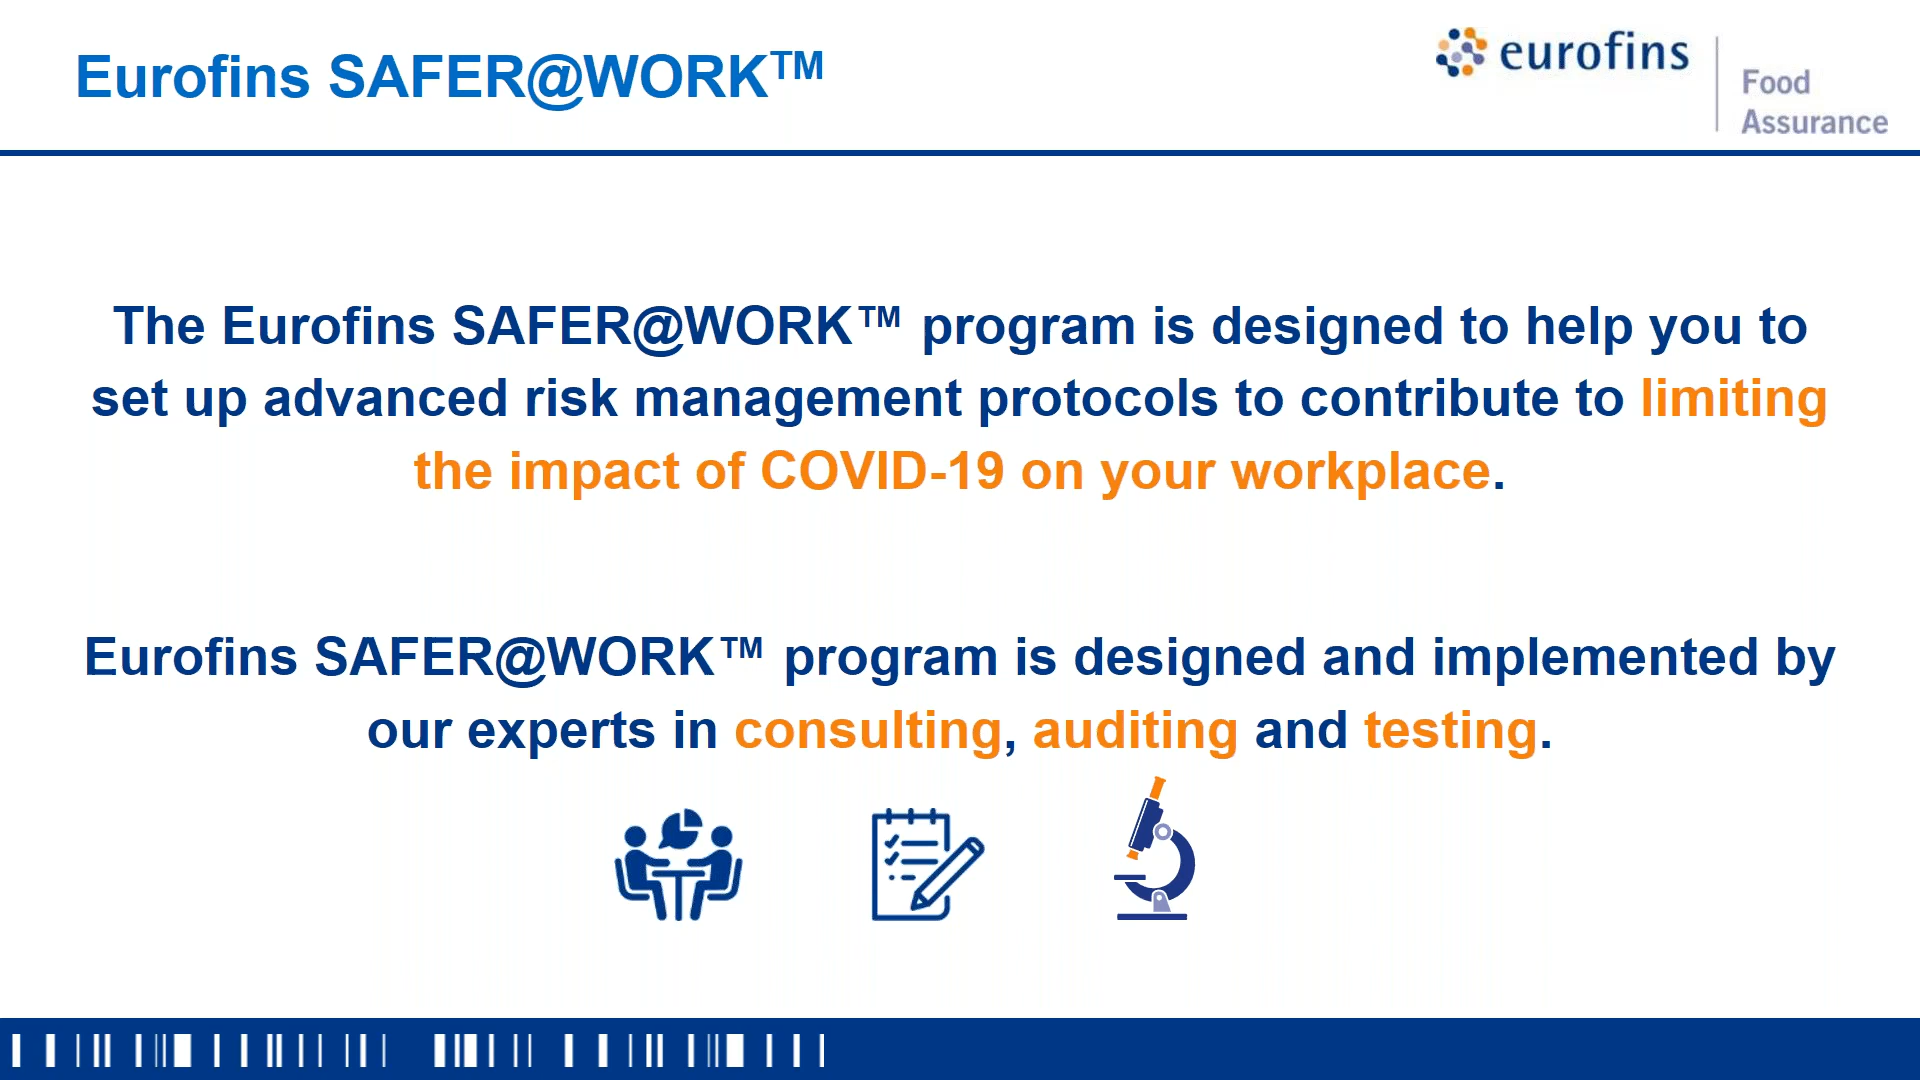 Eurofins SAFER@WORK™
eurofins
Food
Assurance
The Eurofins SAFER@WORK™ program is designed to help you to
set up advanced risk management protocols to contribute to limiting
the impact of COVID-19 on your workplace.
Eurofins SAFER@WORK™ program is designed and implemented by
our experts in consulting, auditing and testing.